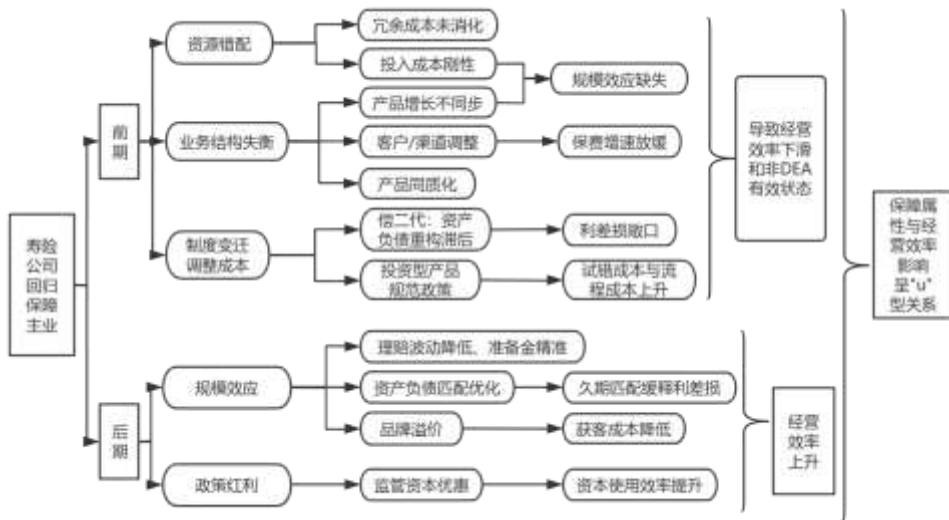 寿险
公司
回归
保障
主业
前
期
资源错配
冗余成本未消化
投入成本刚性
业务结构失衡
产品增长不同步
规模效应缺失
客户/渠道调整
保费增速放缓
产品同质化
制度变迁
调整成本
偿二代：资产
负债重构滞后
利差损敞口
投资型产品
规范政策
试错成本与流
程成本上升
导致经营
效率下滑
和非DEA
有效状态
后
期
规模效应
理赔波动降低、准备金精准
资产负债匹配优化
久期匹配缓释利差损
品牌溢价
获客成本降低
政策红利
监管资本优惠
资本使用效率提升
经营
效率
上升
保障属
性与经
营效率
影响
呈"u"
型关系